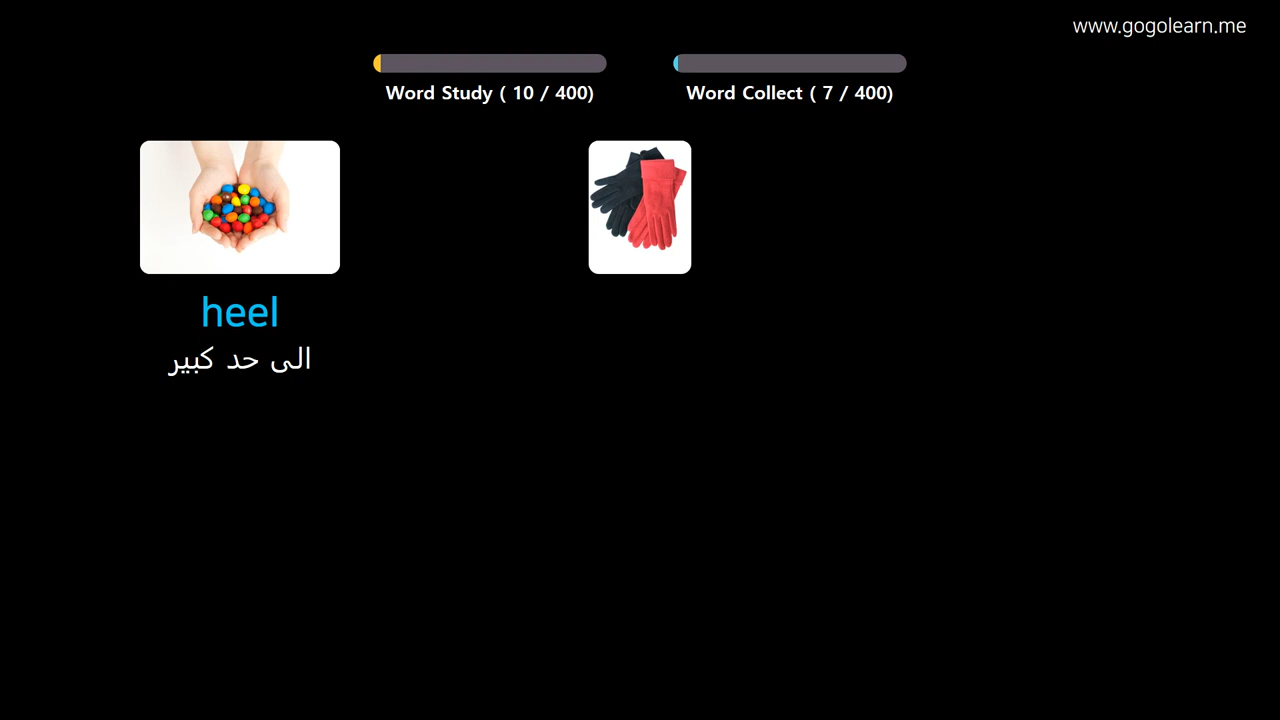 www.gogolearn.me
Word Study ( 10 / 400)
Word Collect ( 7 / 400)
heel
الى حد كبير